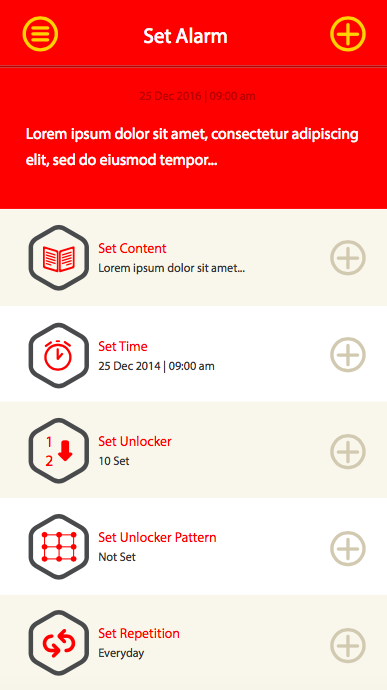 Set Alarm
25 Dec 2016 | 09:00 am
Lorem ipsum dolor sit amet, consectetur adipiscing
elit, sed do eiusmod tempor...
Set Content
Lorem ipsum dolor sit amet...
Set Time
25 Dec 2014 | 09:00 am
1
2
Set Unlocker
10 Set
Set Unlocker Pattern
Not Set
Set Repetition
Everyday